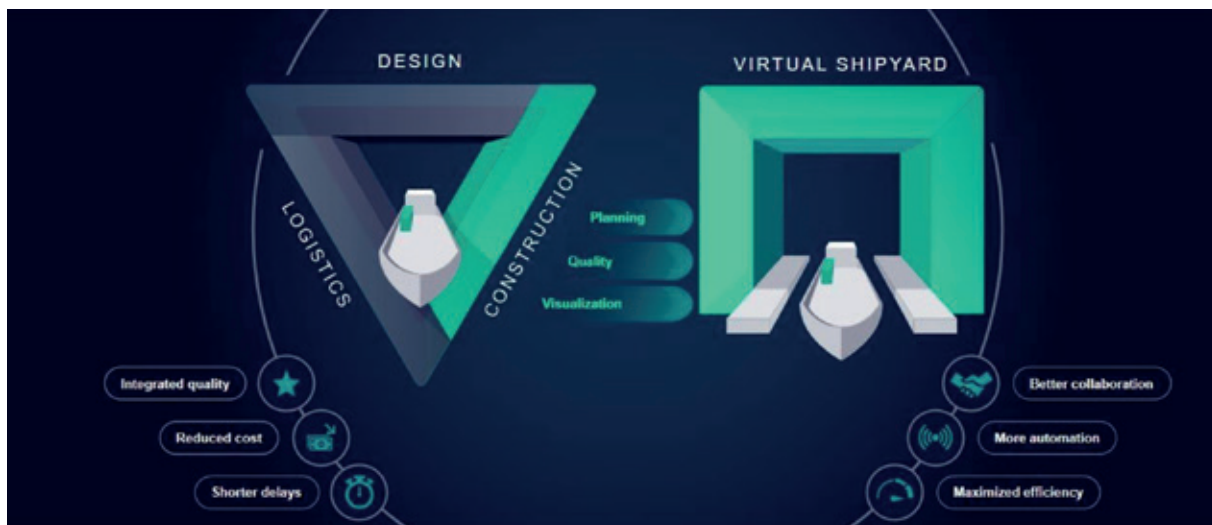 DESIGN
VIRTUAL SHIPYARD
LOGISTICS
CONSTRUCTION
Planning
Quality
Visualization
Integrated quality
Reduced cost
Shorter delays
Better collaboration
More automation
Maximized efficiency